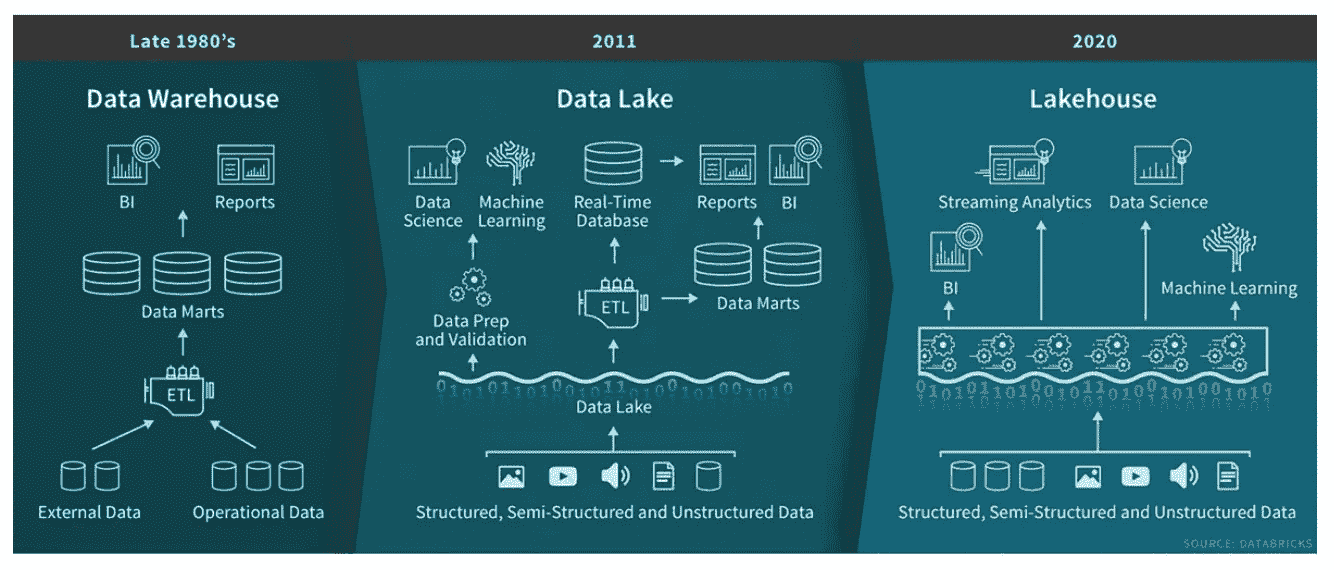 Late 1980's
2011
2020
Data Warehouse
BI
Reports
Data Marts
ETL
External Data
Operational Data
Data Lake
Data
Science
Machine
Learning
Real-Time
Database
Reports
BI
Data Prep
and Validation
ETL
Data Marts
Data Lake
Structured, Semi-Structured and Unstructured Data
Lakehouse
Streaming Analytics
Data Science
BI
Machine Learning
Structured, Semi-Structured and Unstructured Data
SOURCE: DATABRICKS